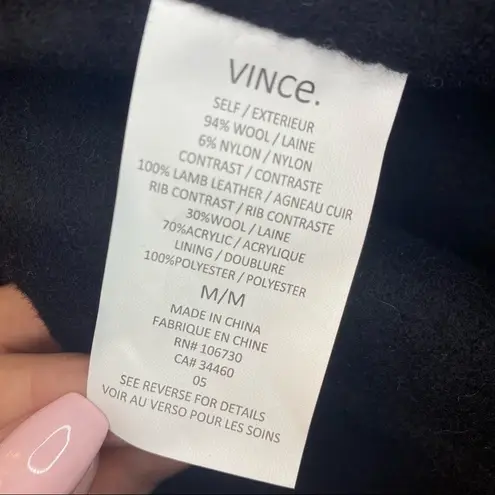 VINCe.
SELF / EXTERIEUR
94% WOOL / LAINE
6% NYLON / NYLON
CONTRAST / CONTRASTE
100% LAMB LEATHER / AGNEAU CUIR
RIB CONTRAST / RIB CONTRASTE
30%WOOL / LAINE
70%ACRYLIC / ACRYLIQUE
LINING / DOUBLURE
100%POLYESTER / POLYESTER
M/M
MADE IN CHINA
FABRIQUE EN CHINE
RN# 106730
CA# 34460
05
SEE REVERSE FOR DETAILS
VOIR AU VERSO POUR LES SOINS